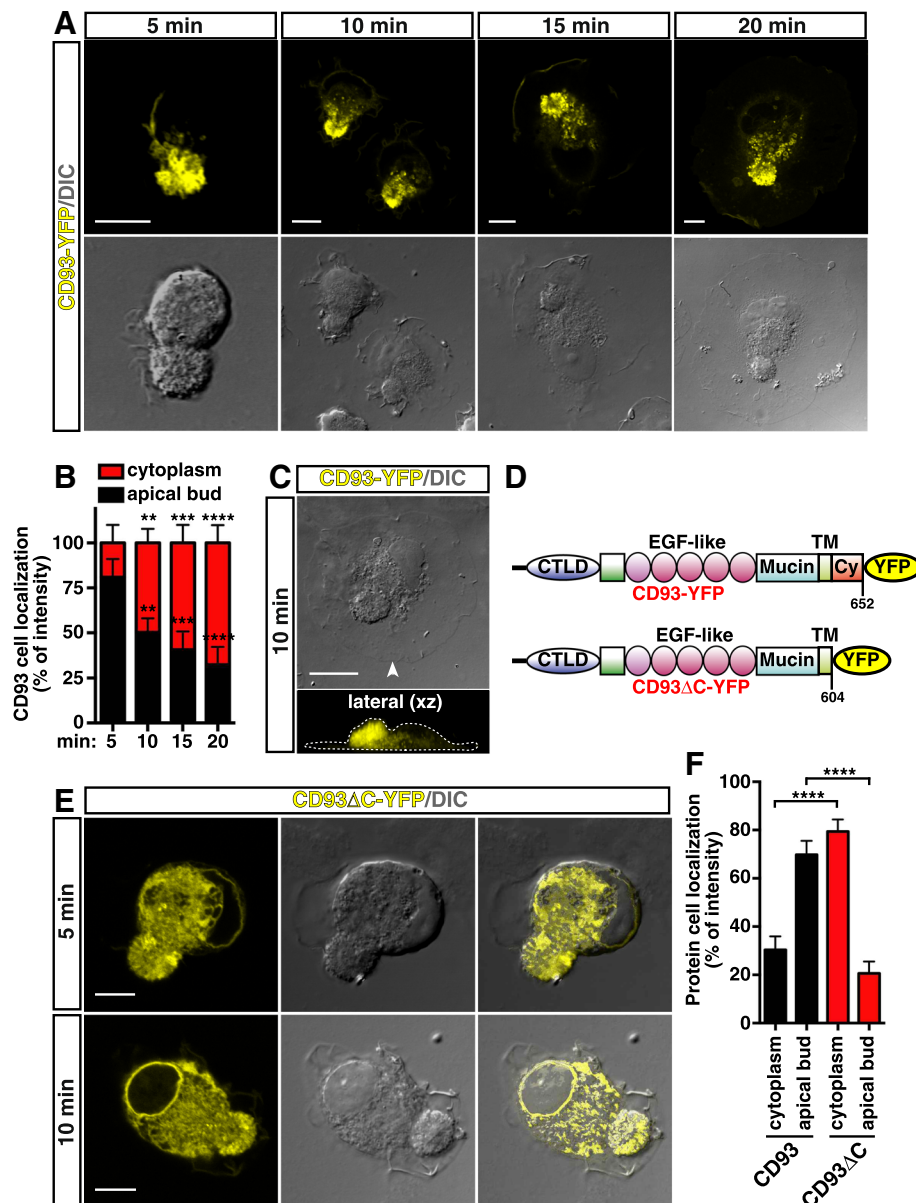 A
5 min
10 min
15 min
20 min
CD93-YFP/DIC
B
cytoplasm
apical bud
CD93 cell localization
(% of intensity)
100
75
50
25
0
** *** ****
** *** ****
min: 5 10 15 20
C
CD93-YFP/DIC
10 min
lateral (xz)
D
EGF-like
TM
CTLD
Mucin
Cy
YFP
CD93-YFP
652
EGF-like
TM
CTLD
Mucin
YFP
CD93ΔC-YFP
604
E
CD93ΔC-YFP/DIC
5 min
10 min
F
Protein cell localization
(% of intensity)
100
80
60
40
20
0
****
****
cytoplasm
apical bud
cytoplasm
apical bud
CD93
CD93ΔC